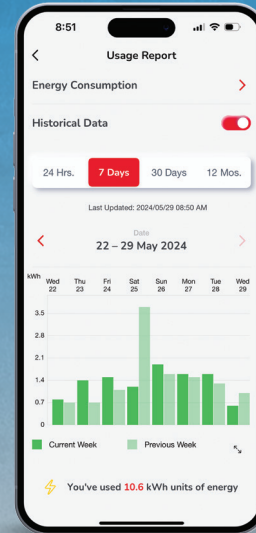 8:51
Usage Report
Energy Consumption
Historical Data
24 Hrs. 7 Days 30 Days 12 Mos.
Last Updated: 2024/05/29 08:50 AM
Date
22 – 29 May 2024
kWh
Wed Thu Fri Sat Sun Mon Tue Wed
22 23 24 25 26 27 28 29
3.5
2.8
2.1
1.4
0.7
0
Current Week Previous Week
You've used 10.6 kWh units of energy